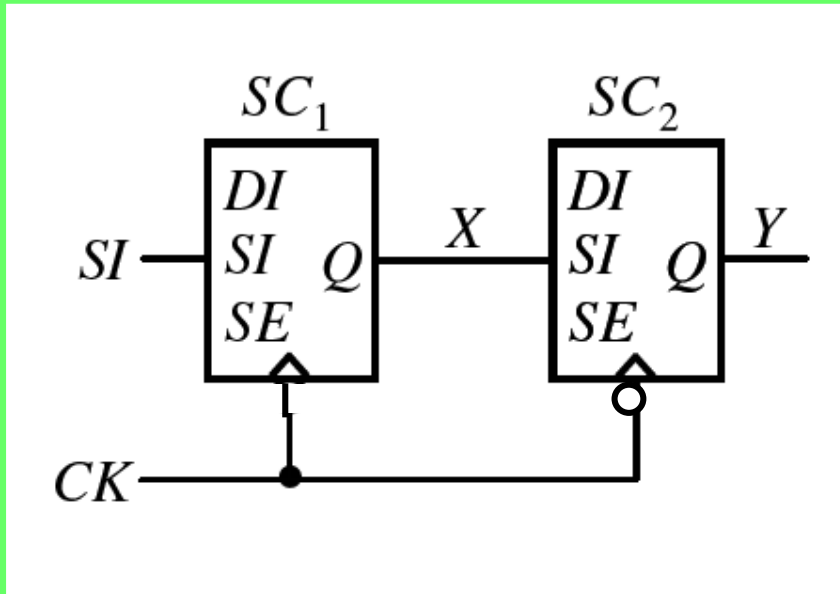 SC₁ SC₂
DI DI
X Y
SI SI Q SI Q
SE SE
CK